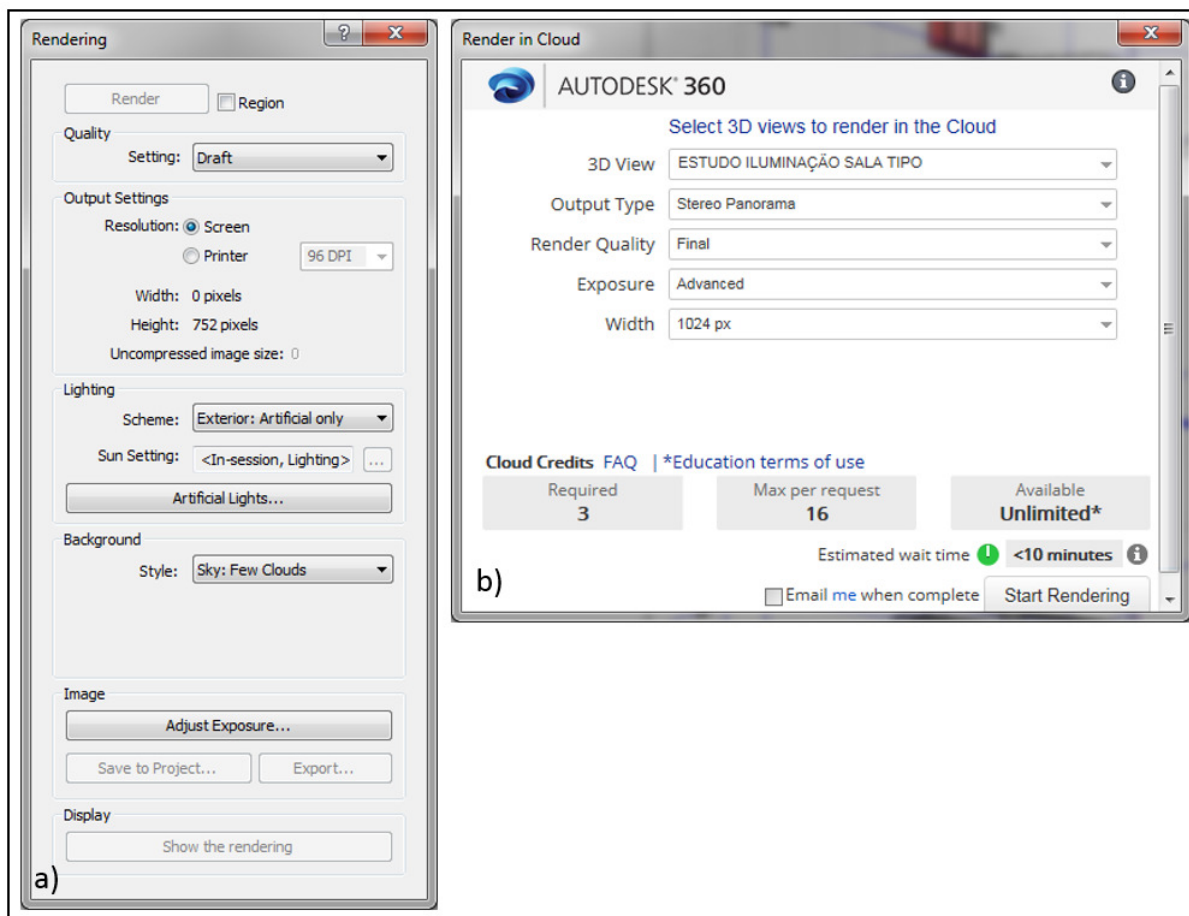 Rendering
Render
Region
Quality
Setting: Draft
Output Settings
Resolution: Screen
Printer 96 DPI
Width: 0 pixels
Height: 752 pixels
Uncompressed image size: 0
Lighting
Scheme: Exterior: Artificial only
Sun Setting: <In-session, Lighting> ...
Artificial Lights...
Background
Style: Sky: Few Clouds
Image
Adjust Exposure...
Save to Project... Export...
Display
Show the rendering
a)
Render in Cloud
AUTODESK® 360
Select 3D views to render in the Cloud
3D View ESTUDO ILUMINAÇÃO SALA TIPO
Output Type Stereo Panorama
Render Quality Final
Exposure Advanced
Width 1024 px
Cloud Credits FAQ | *Education terms of use
Required Max per request Available
3 16 Unlimited*
Estimated wait time <10 minutes
b)
Email me when complete Start Rendering